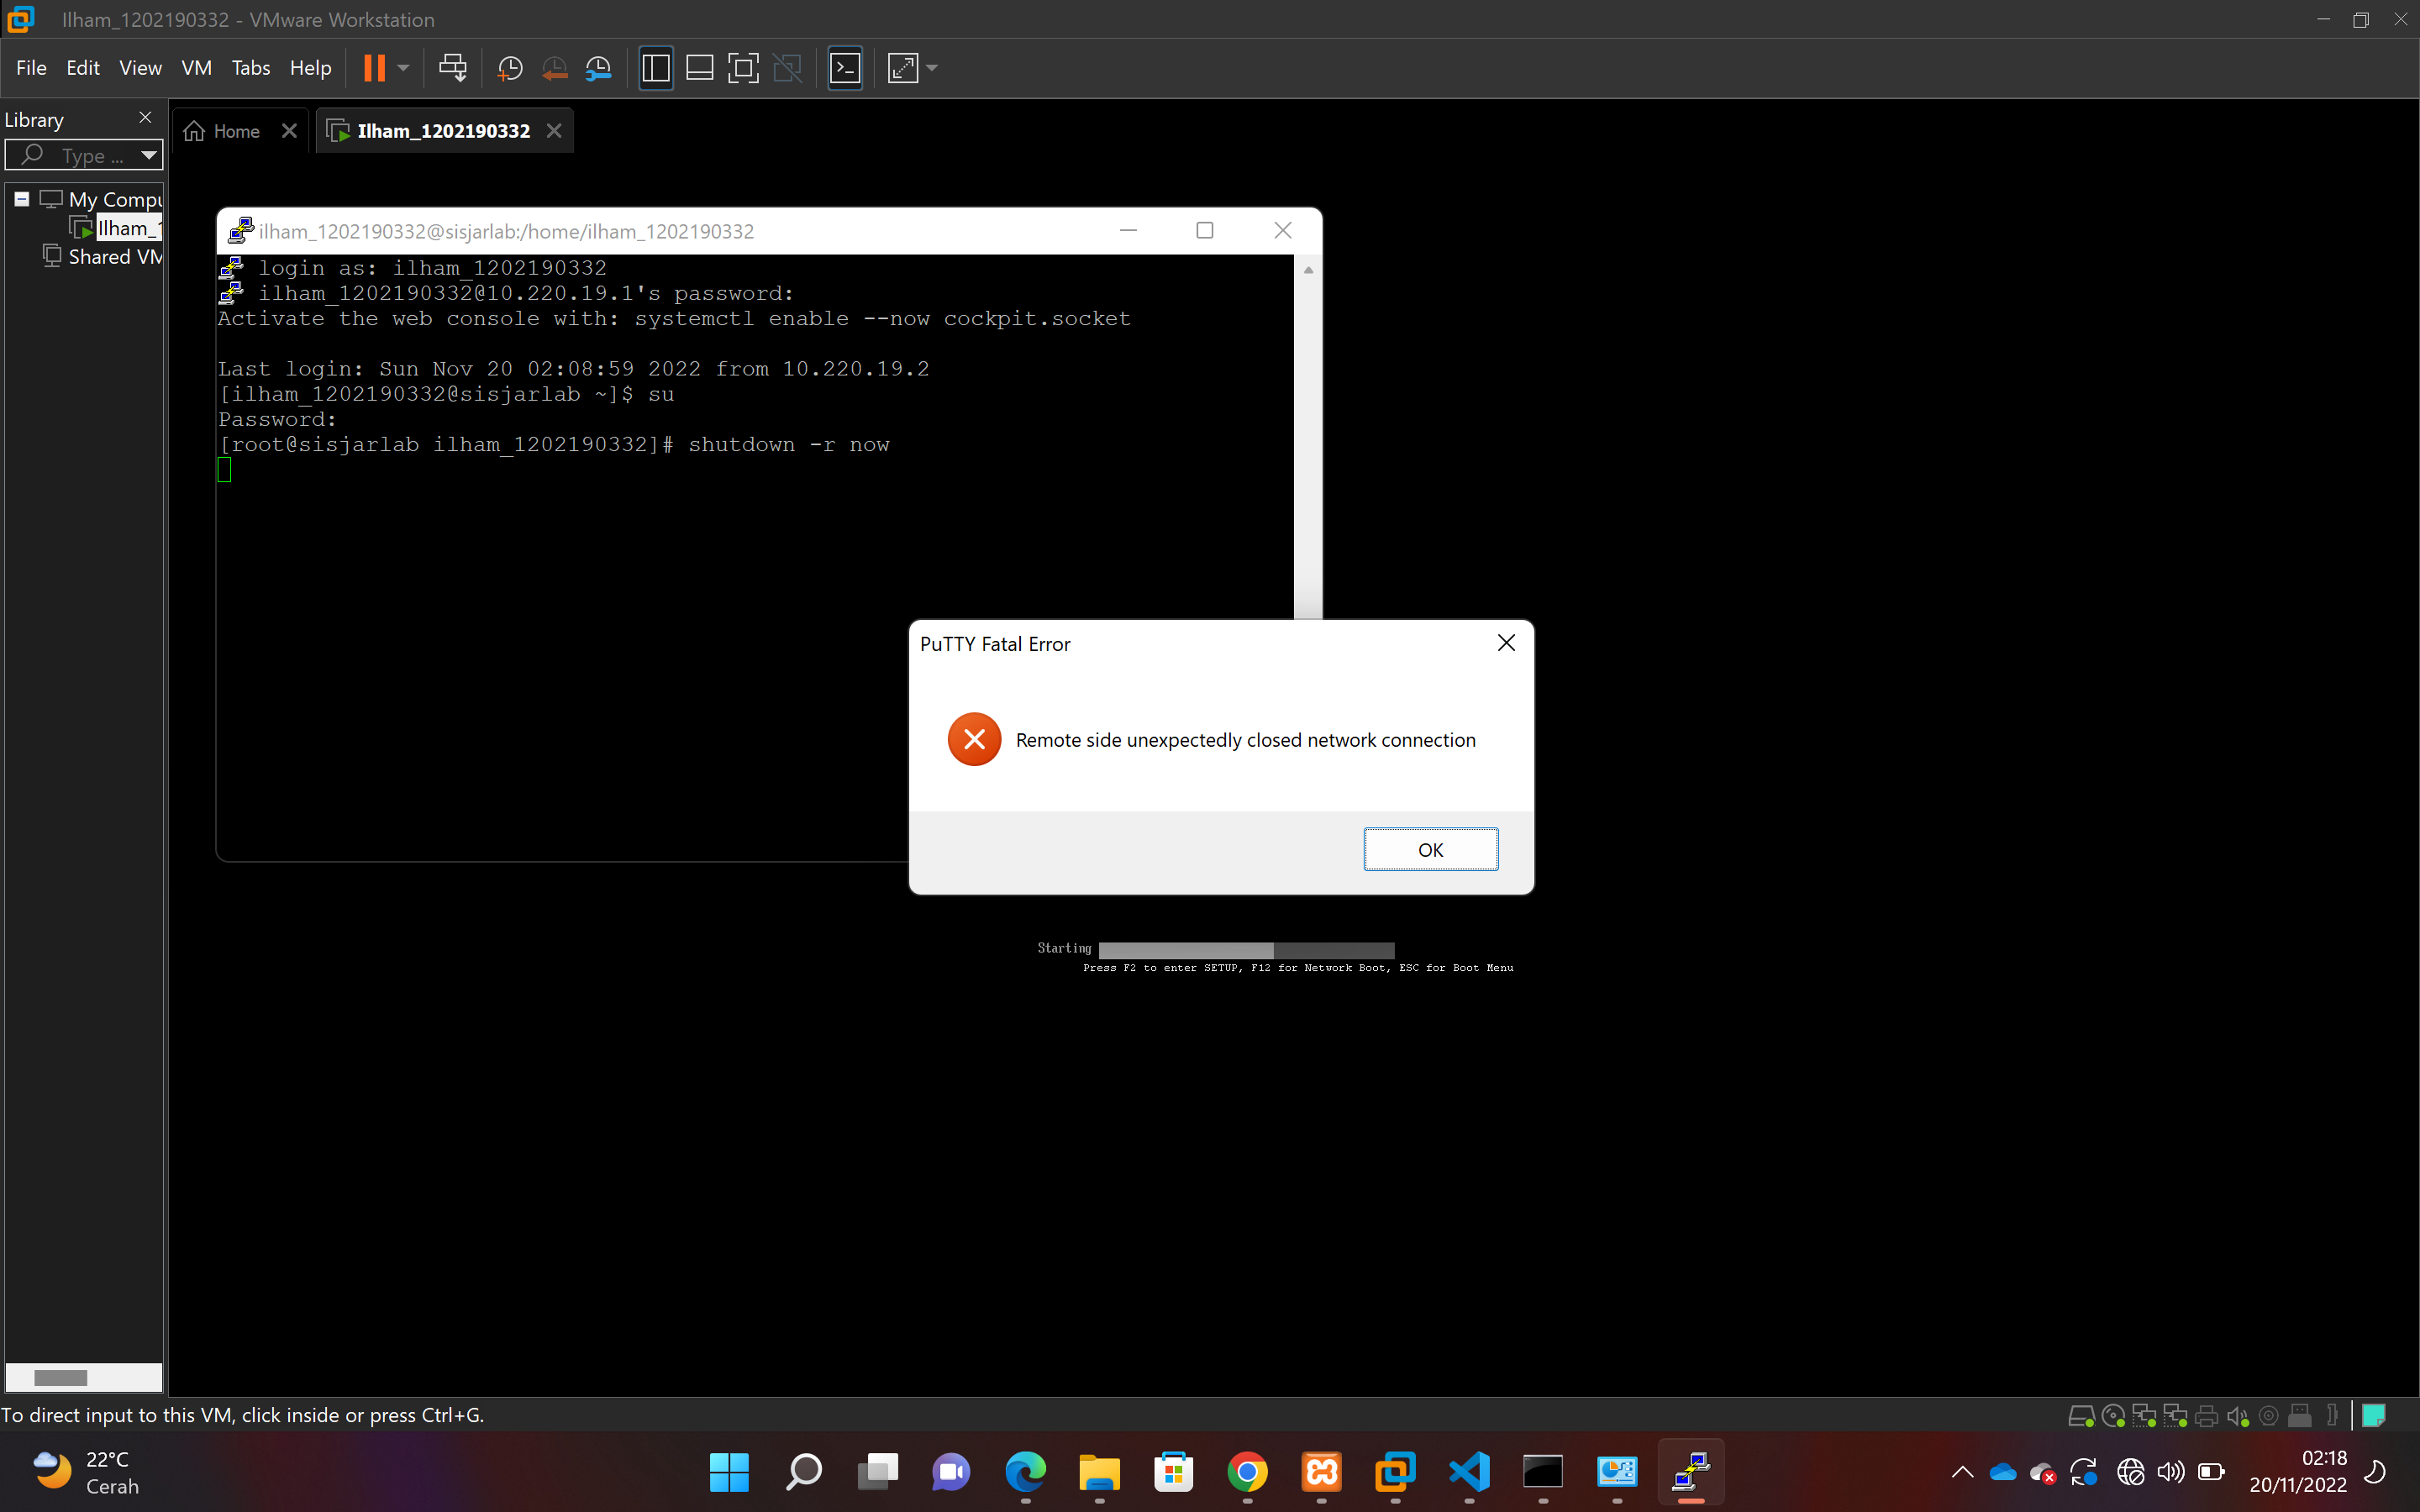 Ilham_1202190332 - VMware Workstation
File Edit View VM Tabs Help
Library
Type ...
My Compu
Ilham_1
Shared VM
Home
Ilham_1202190332
ilham_1202190332@sisjarlab:/home/ilham_1202190332
login as: ilham_1202190332
ilham_1202190332@10.220.19.1's password:
Activate the web console with: systemctl enable --now cockpit.socket
Last login: Sun Nov 20 02:08:59 2022 from 10.220.19.2
[ilham_1202190332@sisjarlab ~]$ su
Password:
[root@sisjarlab ilham_1202190332]# shutdown -r now
PuTTY Fatal Error
Remote side unexpectedly closed network connection
OK
Starting
Press F2 to enter SETUP, F12 for Network Boot, ESC for Boot Menu
To direct input to this VM, click inside or press Ctrl+G.
22°C
Cerah
02:18
20/11/2022